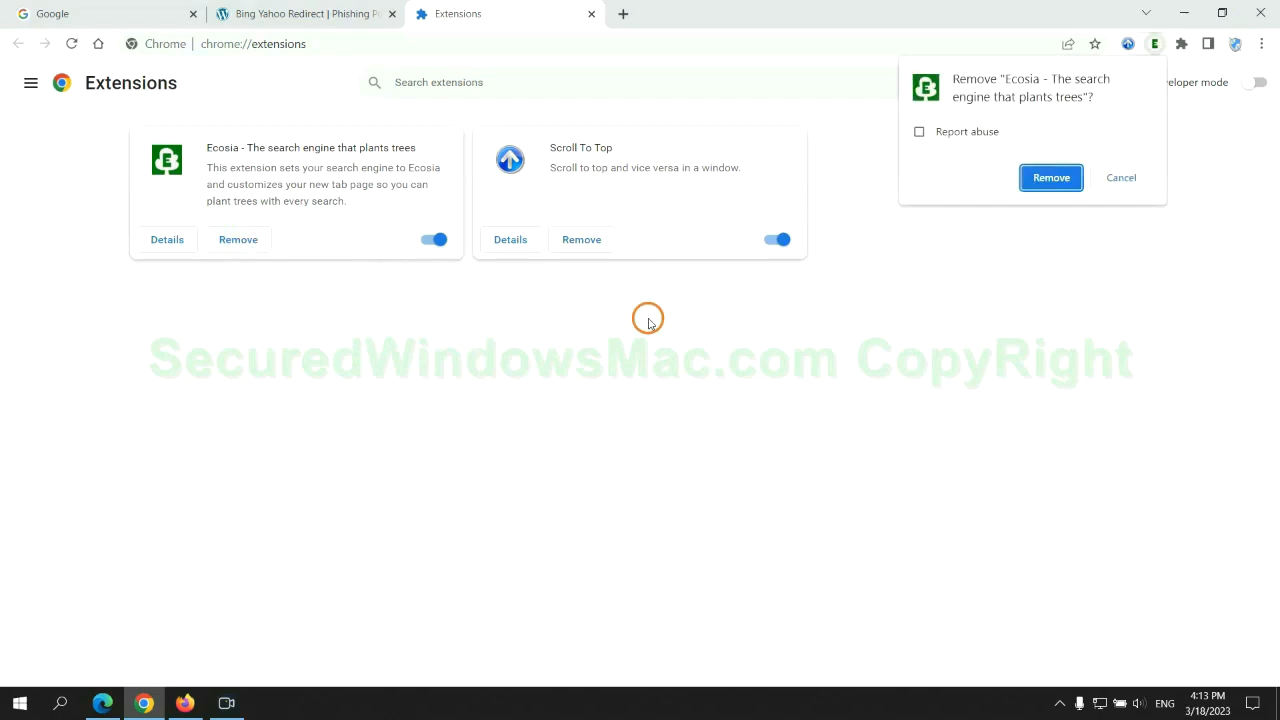 Google
Bing Yahoo Redirect | Phishing Pe
Extensions
Chrome | chrome://extensions
Extensions
Search extensions
veloper mode
Remove "Ecosia - The search
engine that plants trees"?
Report abuse
Remove
Cancel
Ecosia - The search engine that plants trees
This extension sets your search engine to Ecosia
and customizes your new tab page so you can
plant trees with every search.
Details
Remove
Scroll To Top
Scroll to top and vice versa in a window.
Details
Remove
SecuredWindowsMac.com CopyRight
ENG
4:13 PM
3/18/2023